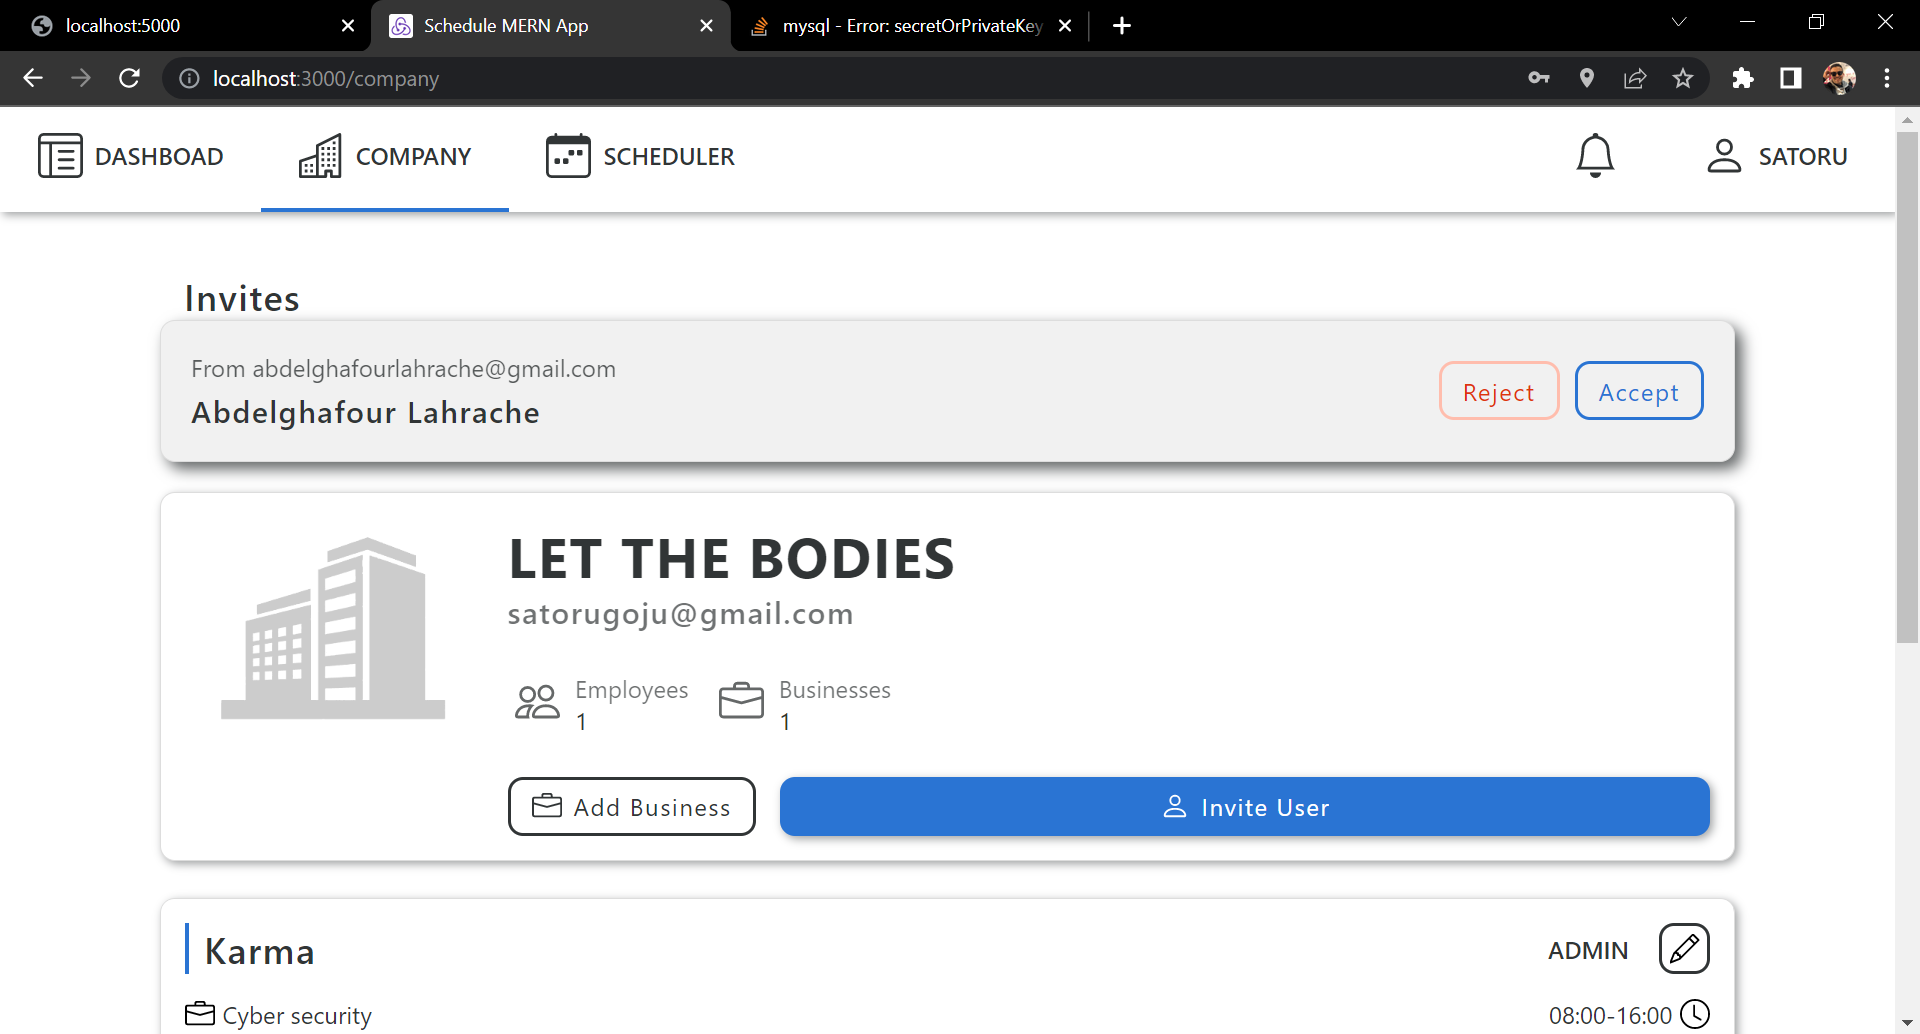 localhost:5000
Schedule MERN App
mysql - Error: secretOrPrivateKey
localhost:3000/company
DASHBOAD
COMPANY
SCHEDULER
SATORU
Invites
From abdelghafourlahrache@gmail.com
Abdelghafour Lahrache
Reject
Accept
LET THE BODIES
satorugoju@gmail.com
Employees
1
Businesses
1
Add Business
Invite User
Karma
ADMIN
Cyber security
08:00-16:00